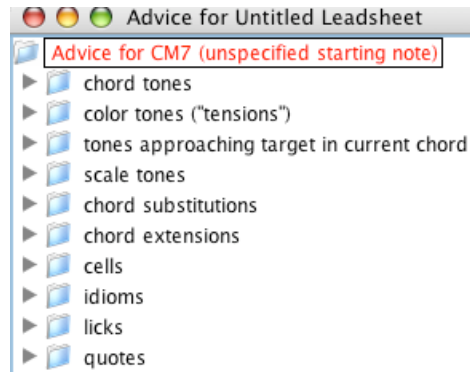 Advice for Untitled Leadsheet
Advice for CM7 (unspecified starting note)
chord tones
color tones ("tensions")
tones approaching target in current chord
scale tones
chord substitutions
chord extensions
cells
idioms
licks
quotes